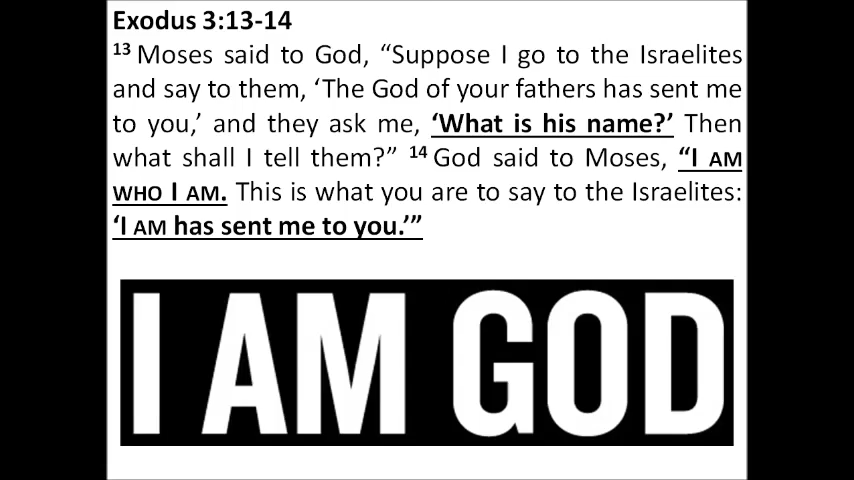 Exodus 3:13-14
13 Moses said to God, “Suppose I go to the Israelites
and say to them, ‘The God of your fathers has sent me
to you,’ and they ask me, ‘What is his name?’ Then
what shall I tell them?” 14 God said to Moses, “I AM
WHO I AM. This is what you are to say to the Israelites:
‘I AM has sent me to you.’”
I AM GOD